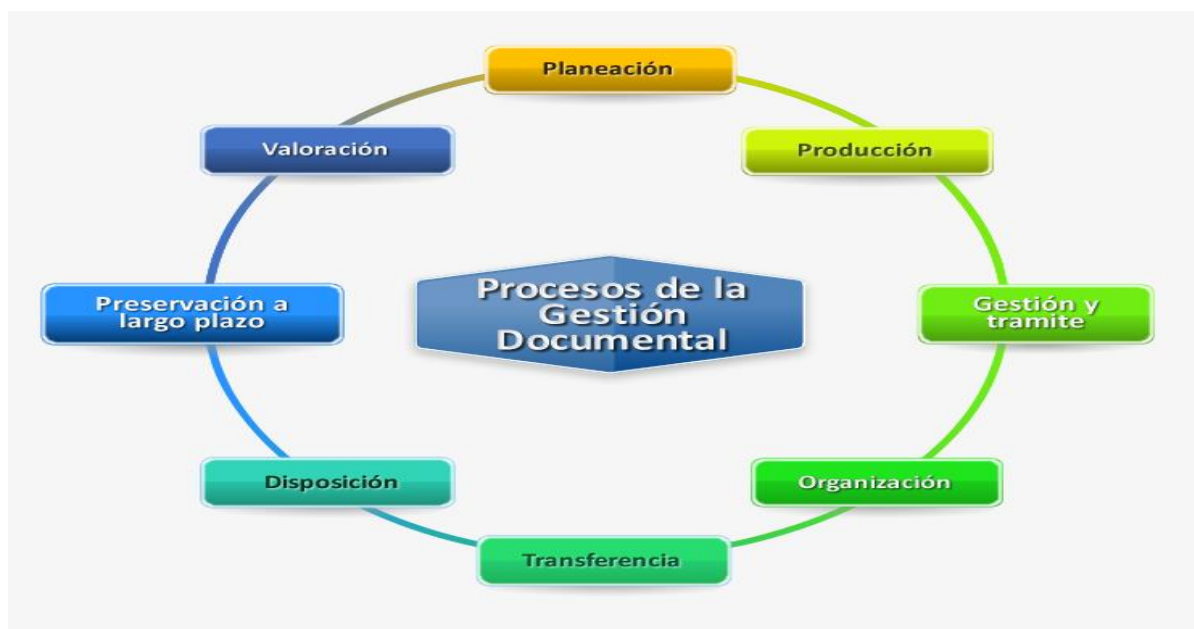 Planeación
Producción
Gestión y
tramite
Organización
Transferencia
Disposición
Preservación a
largo plazo
Valoración
Procesos de la
Gestión
Documental